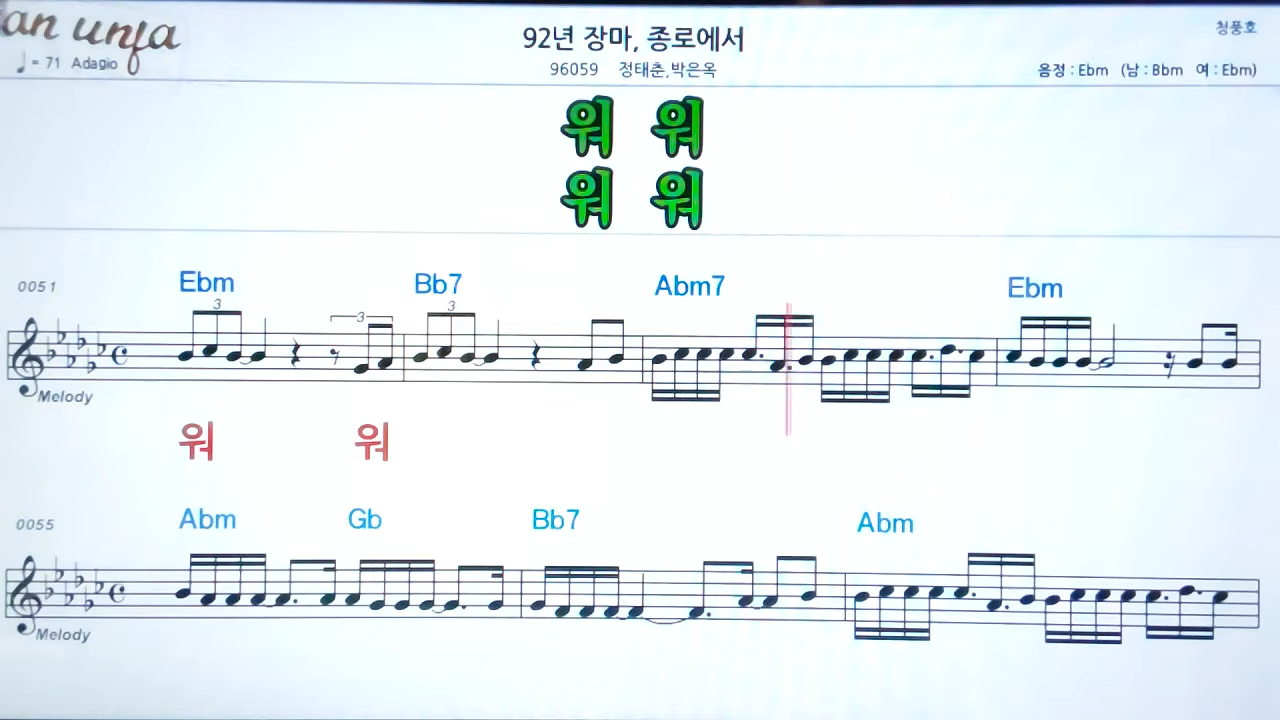 an unfa
92년 장마, 종로에서
청풍호
♩= 71 Adagio
96059 정태춘,박은옥
음정 : Ebm (남 : Bbm 여 : Ebm)
워 워
워 워
0051
Ebm Bb7 Abm7 Ebm
3 3 3
Melody
워 워
0055
Abm Gb Bb7 Abm
Melody